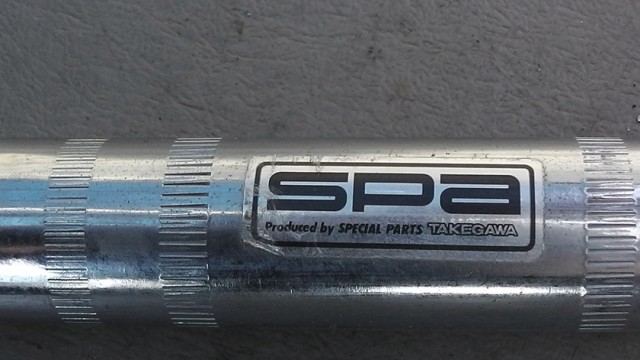 spa
Produced by SPECIAL PARTS TAKEGAWA